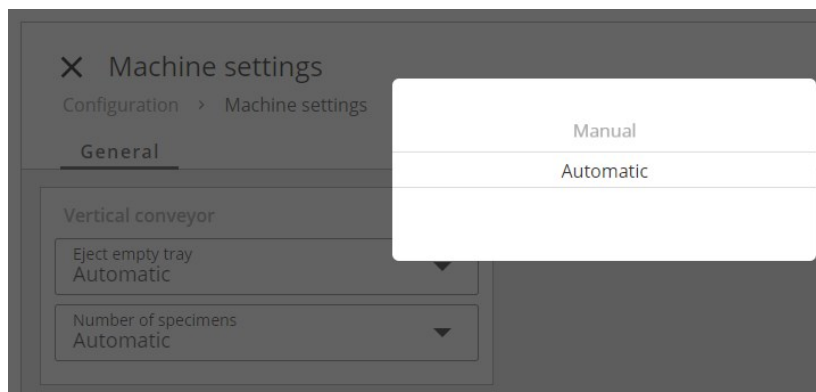 Machine settings
Configuration > Machine settings
General
Vertical conveyor
Eject empty tray
Automatic
Number of specimens
Automatic
Manual
Automatic